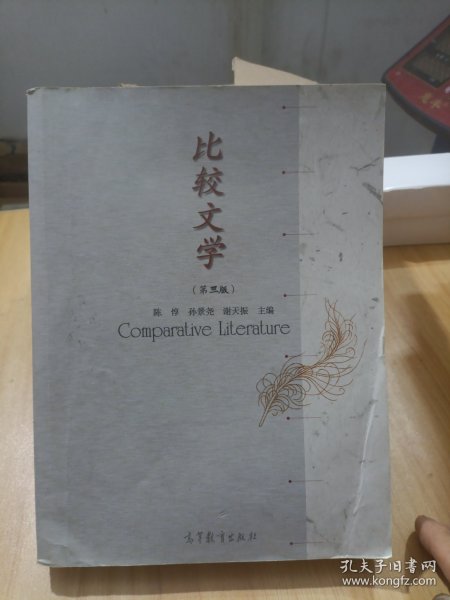 比较文学
（第三版）
陈惇 孙景尧 谢天振 主编
Comparative Literature
高等教育出版社
孔夫子旧书网
www.kongfz.com